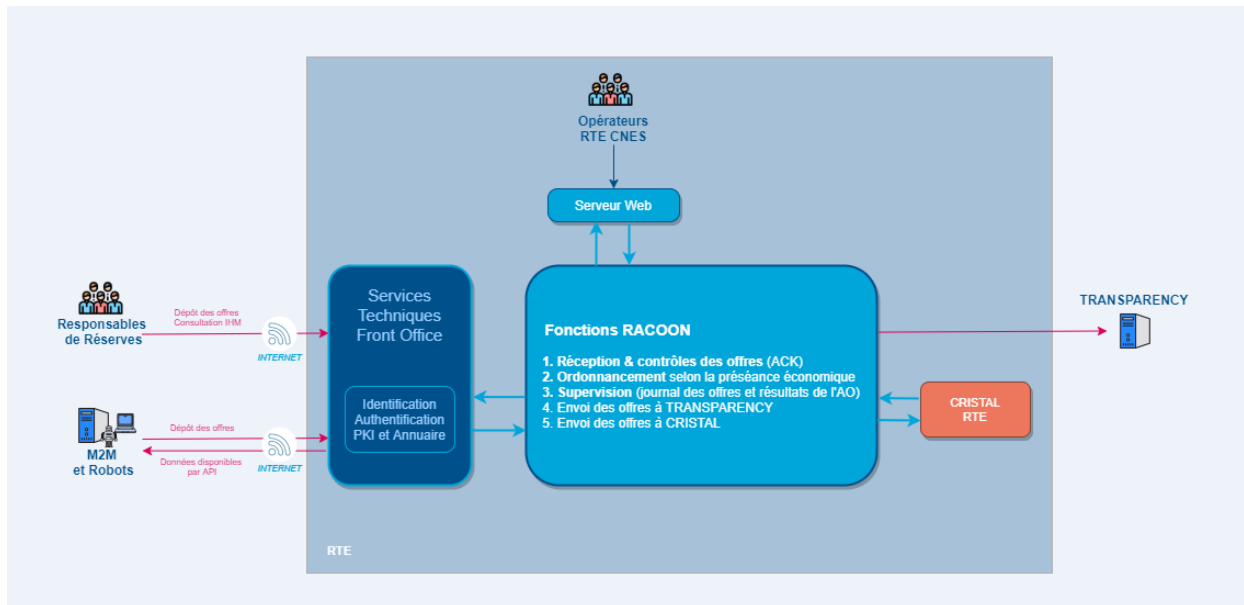 Opérateurs
RTE CNES
Serveur Web
Services
Techniques
Front Office
Identification
Authentification
PKI et Annuaire
Responsables
de Réserves
Dépôt des offres
Consultation IHM
INTERNET
M2M
et Robots
Dépôt des offres
Données disponibles
par API
INTERNET
Fonctions RACOON
1. Réception & contrôles des offres (ACK)
2. Ordonnancement selon la préséance économique
3. Supervision (journal des offres et résultats de l'AO)
4. Envoi des offres à TRANSPARENCY
5. Envoi des offres à CRISTAL
TRANSPARENCY
CRISTAL
RTE
RTE